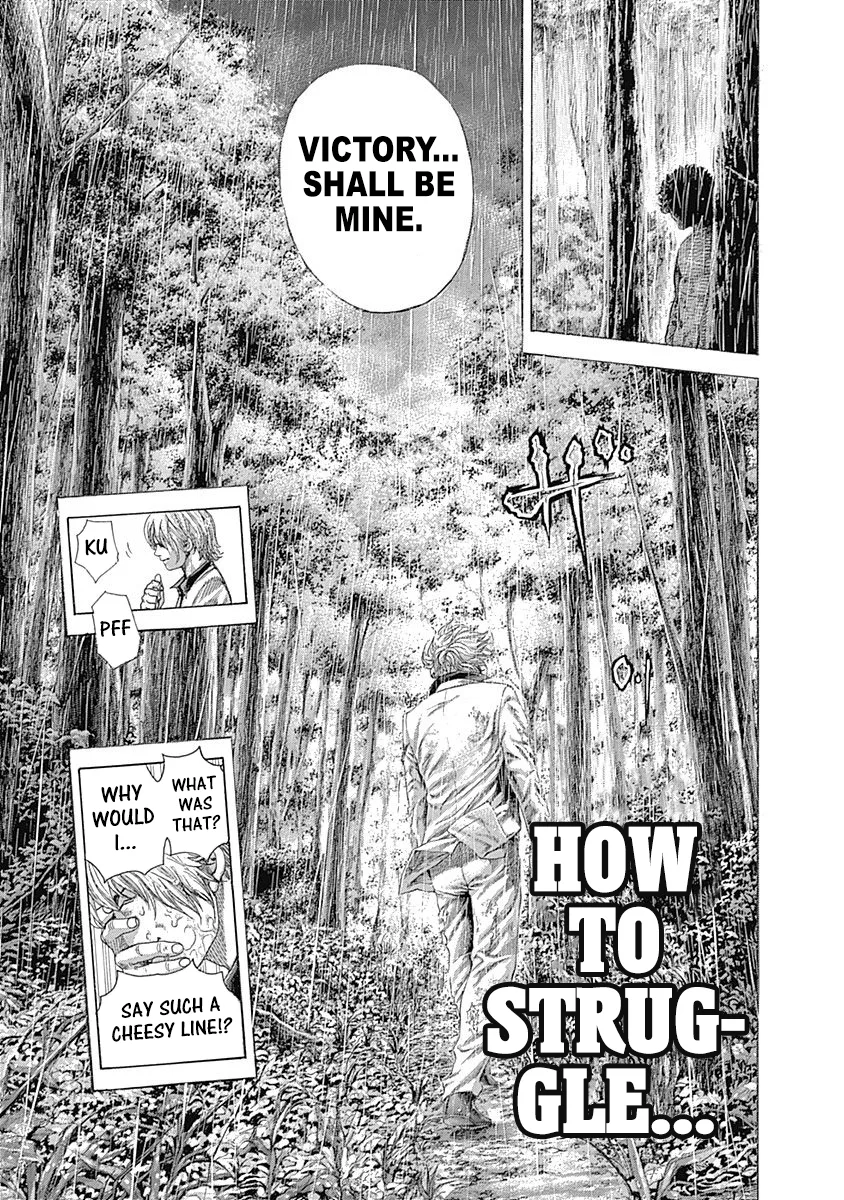 VICTORY...
SHALL BE
MINE.
ザ。。
KU
PFF
WHAT
WAS
THAT?
WHY
WOULD
I...
SAY SUCH A
CHEESY LINE!?
HOW
TO
STRUG-
GLE...